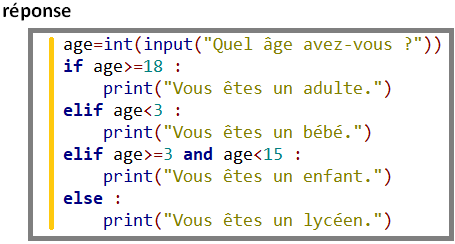 réponse
age=int(input("Quel âge avez-vous ?"))
if age>=18 :
    print("Vous êtes un adulte.")
elif age<3 :
    print("Vous êtes un bébé.")
elif age>=3 and age<15 :
    print("Vous êtes un enfant.")
else :
    print("Vous êtes un lycéen.")